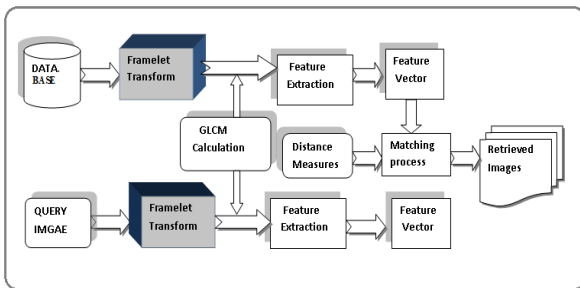 DATA.
BASE
Framelet
Transform
Feature
Extraction
Feature
Vector
GLCM
Calculation
Distance
Measures
Matching
process
Retrieved
Images
QUERY
IMGAE
Framelet
Transform
Feature
Extraction
Feature
Vector